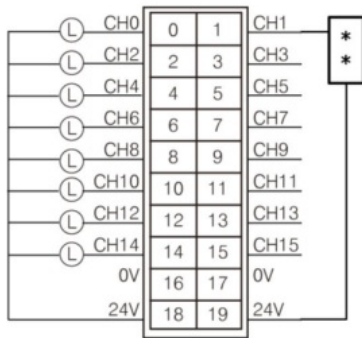 L CH0 0 1 CH1 * *
L CH2 2 3 CH3
L CH4 4 5 CH5
L CH6 6 7 CH7
L CH8 8 9 CH9
L CH10 10 11 CH11
L CH12 12 13 CH13
L CH14 14 15 CH15
0V 16 17 0V
24V 18 19 24V